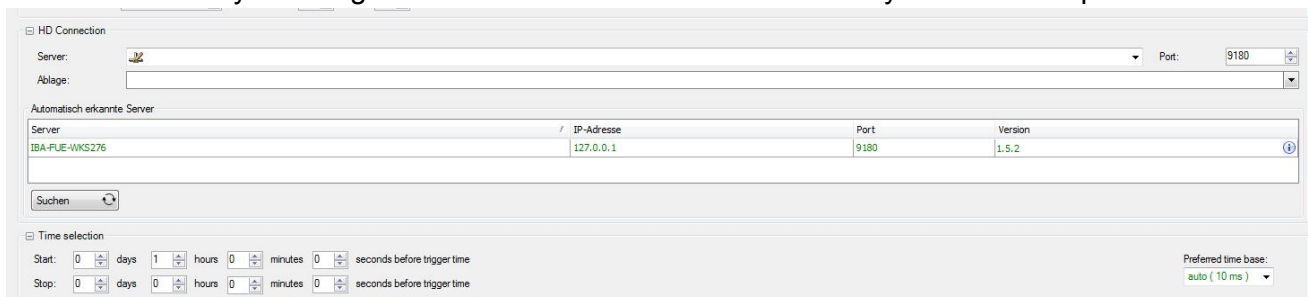 HD Connection
Server: Port: 9180
Ablage:
Automatisch erkannte Server
Server / IP-Adresse Port Version
IBA-FUE-WKS276 127.0.0.1 9180 1.5.2
Suchen
Time selection
Start: 0 days 1 hours 0 minutes 0 seconds before trigger time Preferred time base:
Stop: 0 days 0 hours 0 minutes 0 seconds before trigger time auto ( 10 ms )